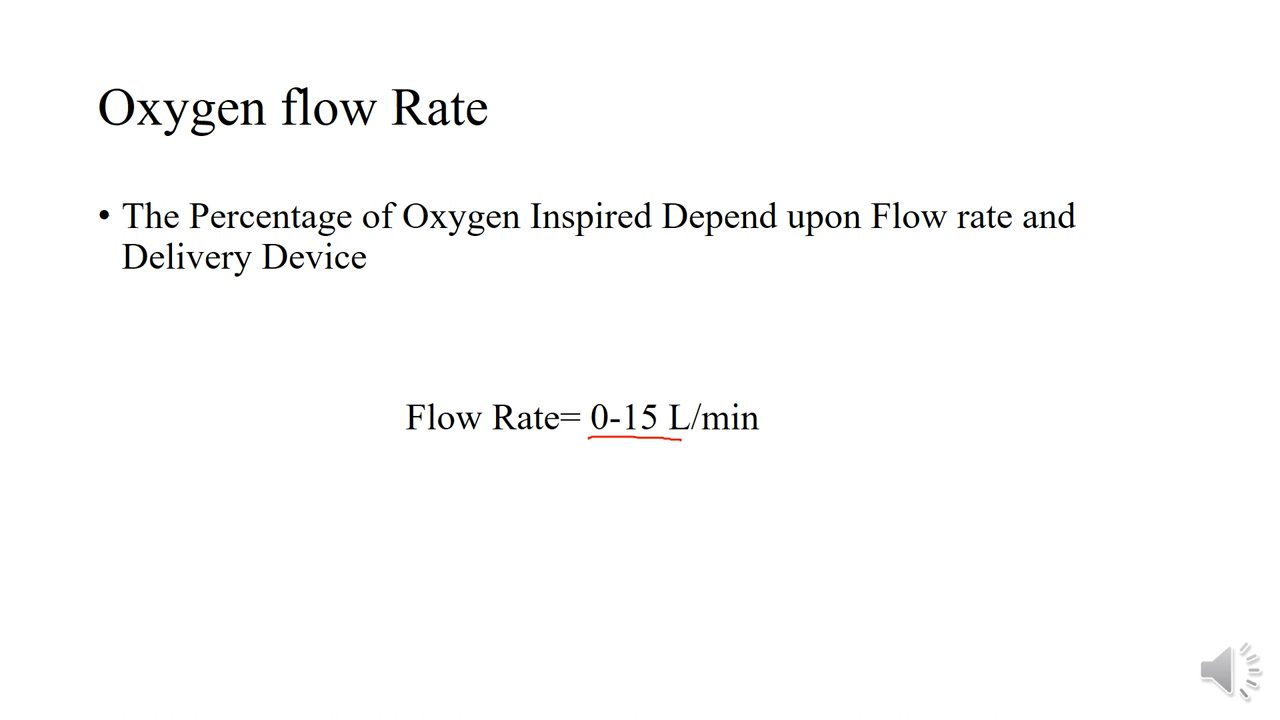 Oxygen flow Rate
• The Percentage of Oxygen Inspired Depend upon Flow rate and
Delivery Device
Flow Rate= 0-15 L/min